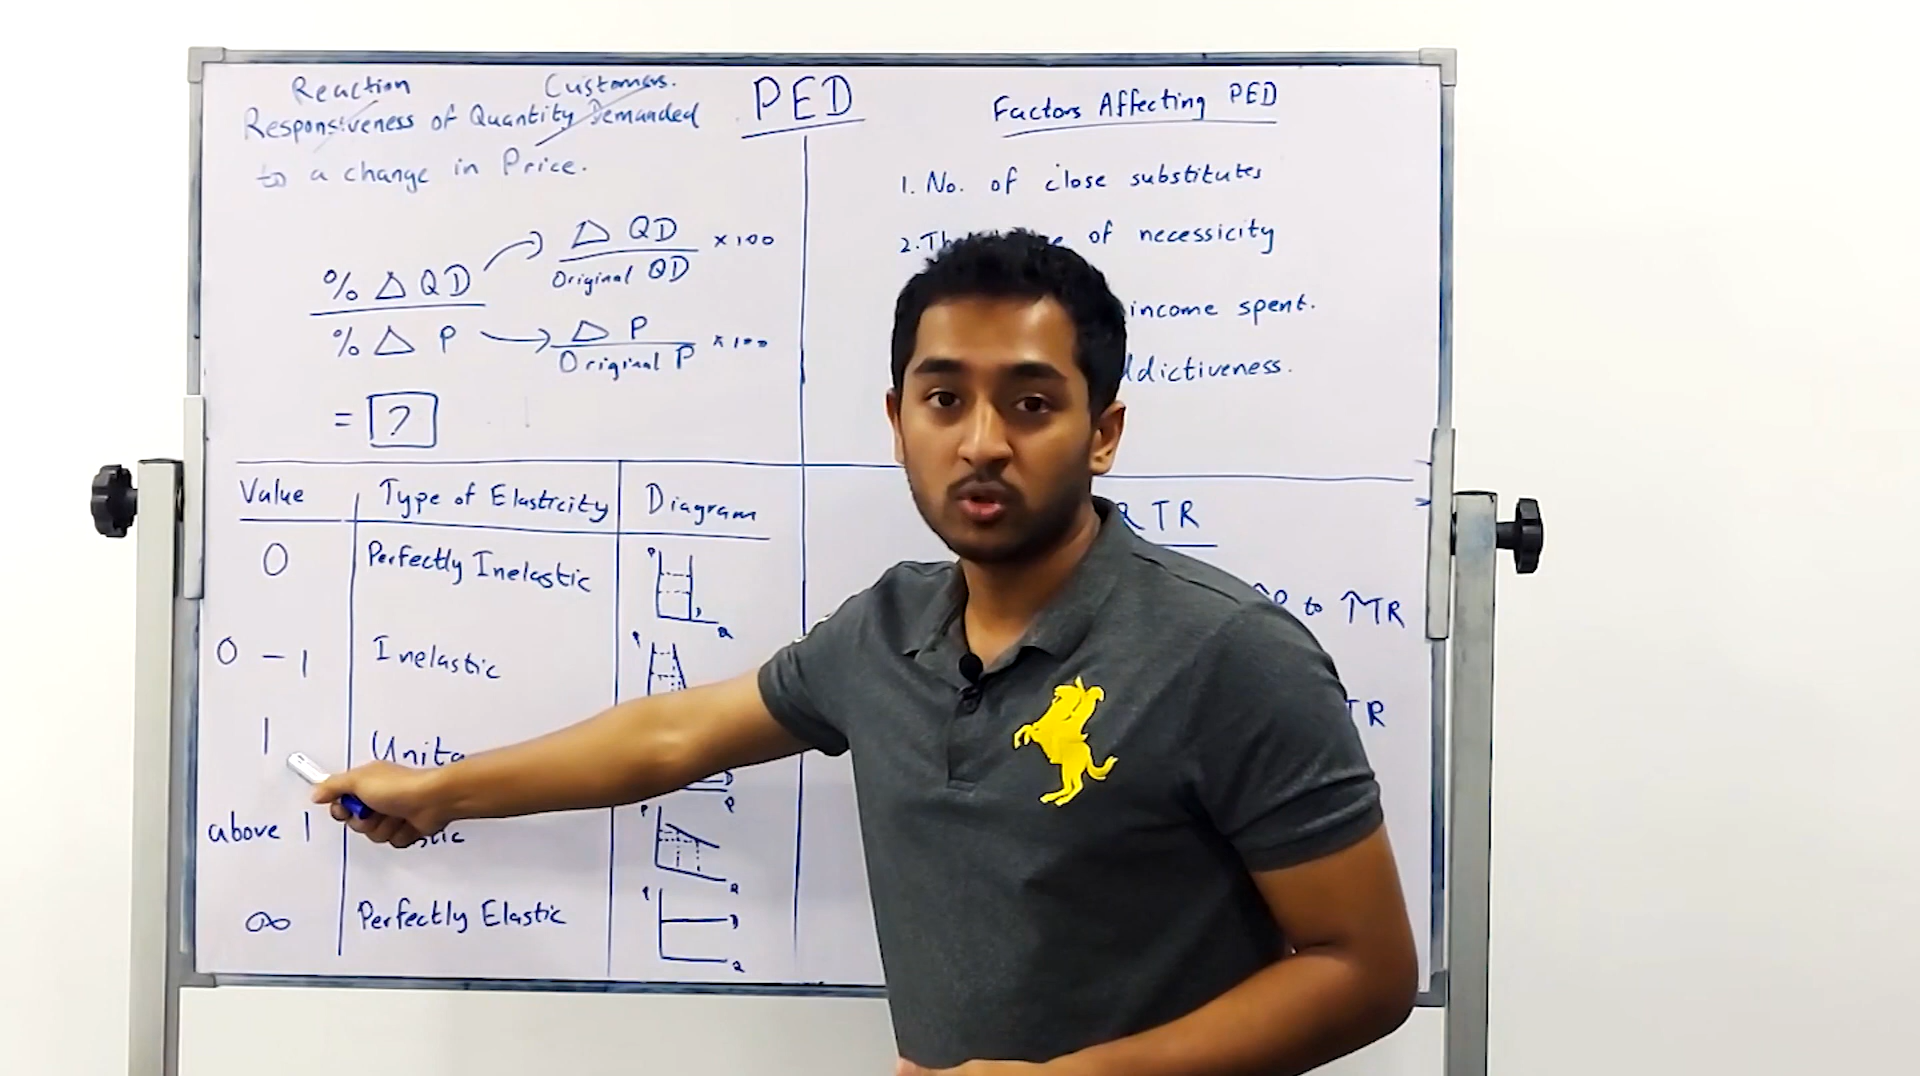 Reaction Customers.
Responsiveness of Quantity Demanded
to a change in Price.
PED
% Δ QD
Δ QD
Original QD
× 100
% Δ P
Δ P
Original P
× 100
= ?
Factors Affecting PED
1. No. of close substitutes
2. of necessicity
income spent.
Value Type of Elasticity Diagram
0 Perfectly Inelastic P D Q
0 - 1 Inelastic P
1
above 1 P Q
∞ Perfectly Elastic P D Q
TR
to ↑TR
TR